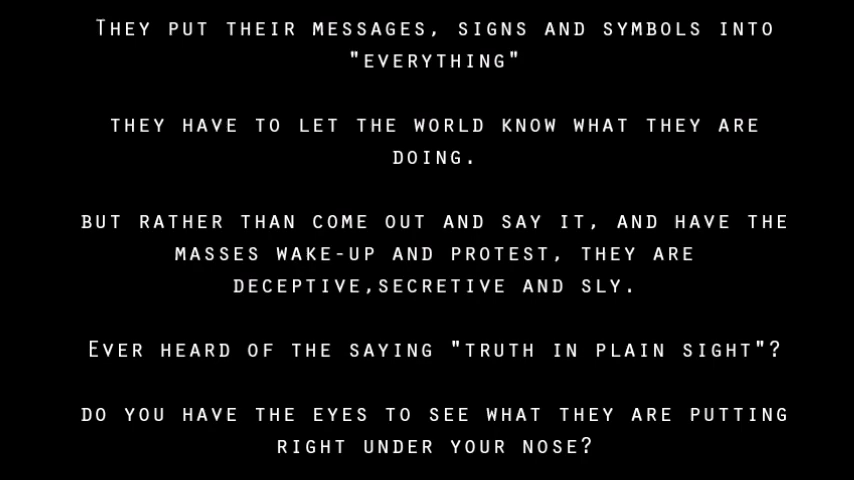 They put their messages, signs and symbols into
"everything"
they have to let the world know what they are
doing.
but rather than come out and say it, and have the
masses wake-up and protest, they are
deceptive,secretive and sly.
Ever heard of the saying "truth in plain sight"?
do you have the eyes to see what they are putting
right under your nose?